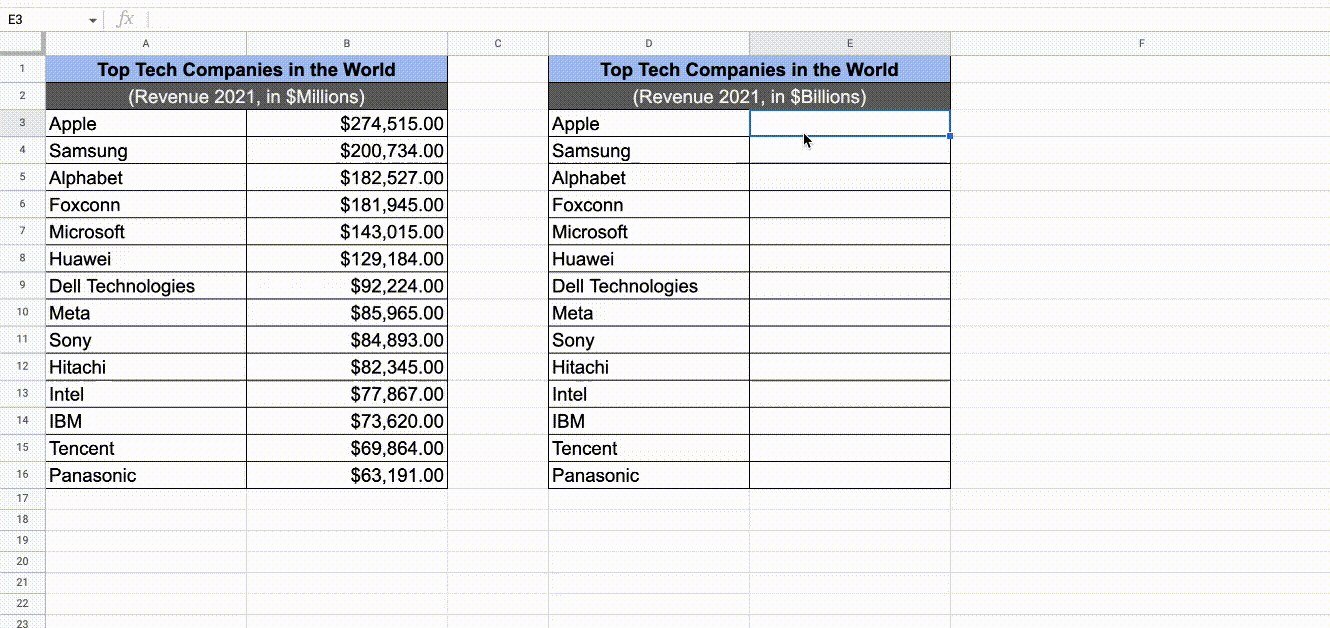 E3 fx
A B C D E F
1 Top Tech Companies in the World Top Tech Companies in the World
2 (Revenue 2021, in $Millions) (Revenue 2021, in $Billions)
3 Apple $274,515.00 Apple
4 Samsung $200,734.00 Samsung
5 Alphabet $182,527.00 Alphabet
6 Foxconn $181,945.00 Foxconn
7 Microsoft $143,015.00 Microsoft
8 Huawei $129,184.00 Huawei
9 Dell Technologies $92,224.00 Dell Technologies
10 Meta $85,965.00 Meta
11 Sony $84,893.00 Sony
12 Hitachi $82,345.00 Hitachi
13 Intel $77,867.00 Intel
14 IBM $73,620.00 IBM
15 Tencent $69,864.00 Tencent
16 Panasonic $63,191.00 Panasonic
17
18
19
20
21
22
23